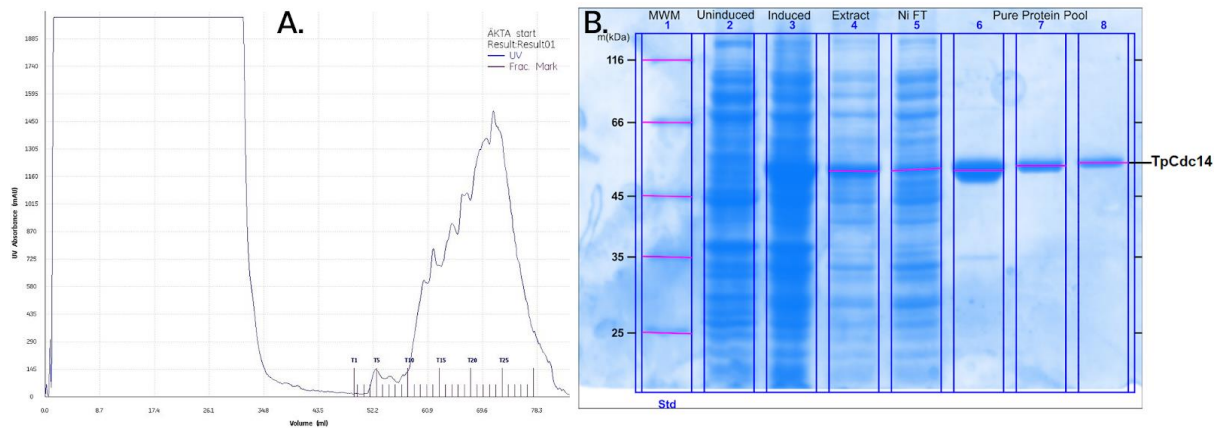 A.
ÄKTA start
Result:Result01
UV
Frac. Mark
UV Absorbance (mAU)
1885
1740
1595
1450
1305
1160
1015
870
725
580
435
290
145
0
T1 T5 T10 T15 T20 T25
0.0 8.7 17.4 26.1 34.8 43.5 52.2 60.9 69.6 78.3
Volume (ml)
B.
MWM Uninduced Induced Extract Ni FT Pure Protein Pool
1 2 3 4 5 6 7 8
m(kDa)
116
66
45
35
25
TpCdc14
Std